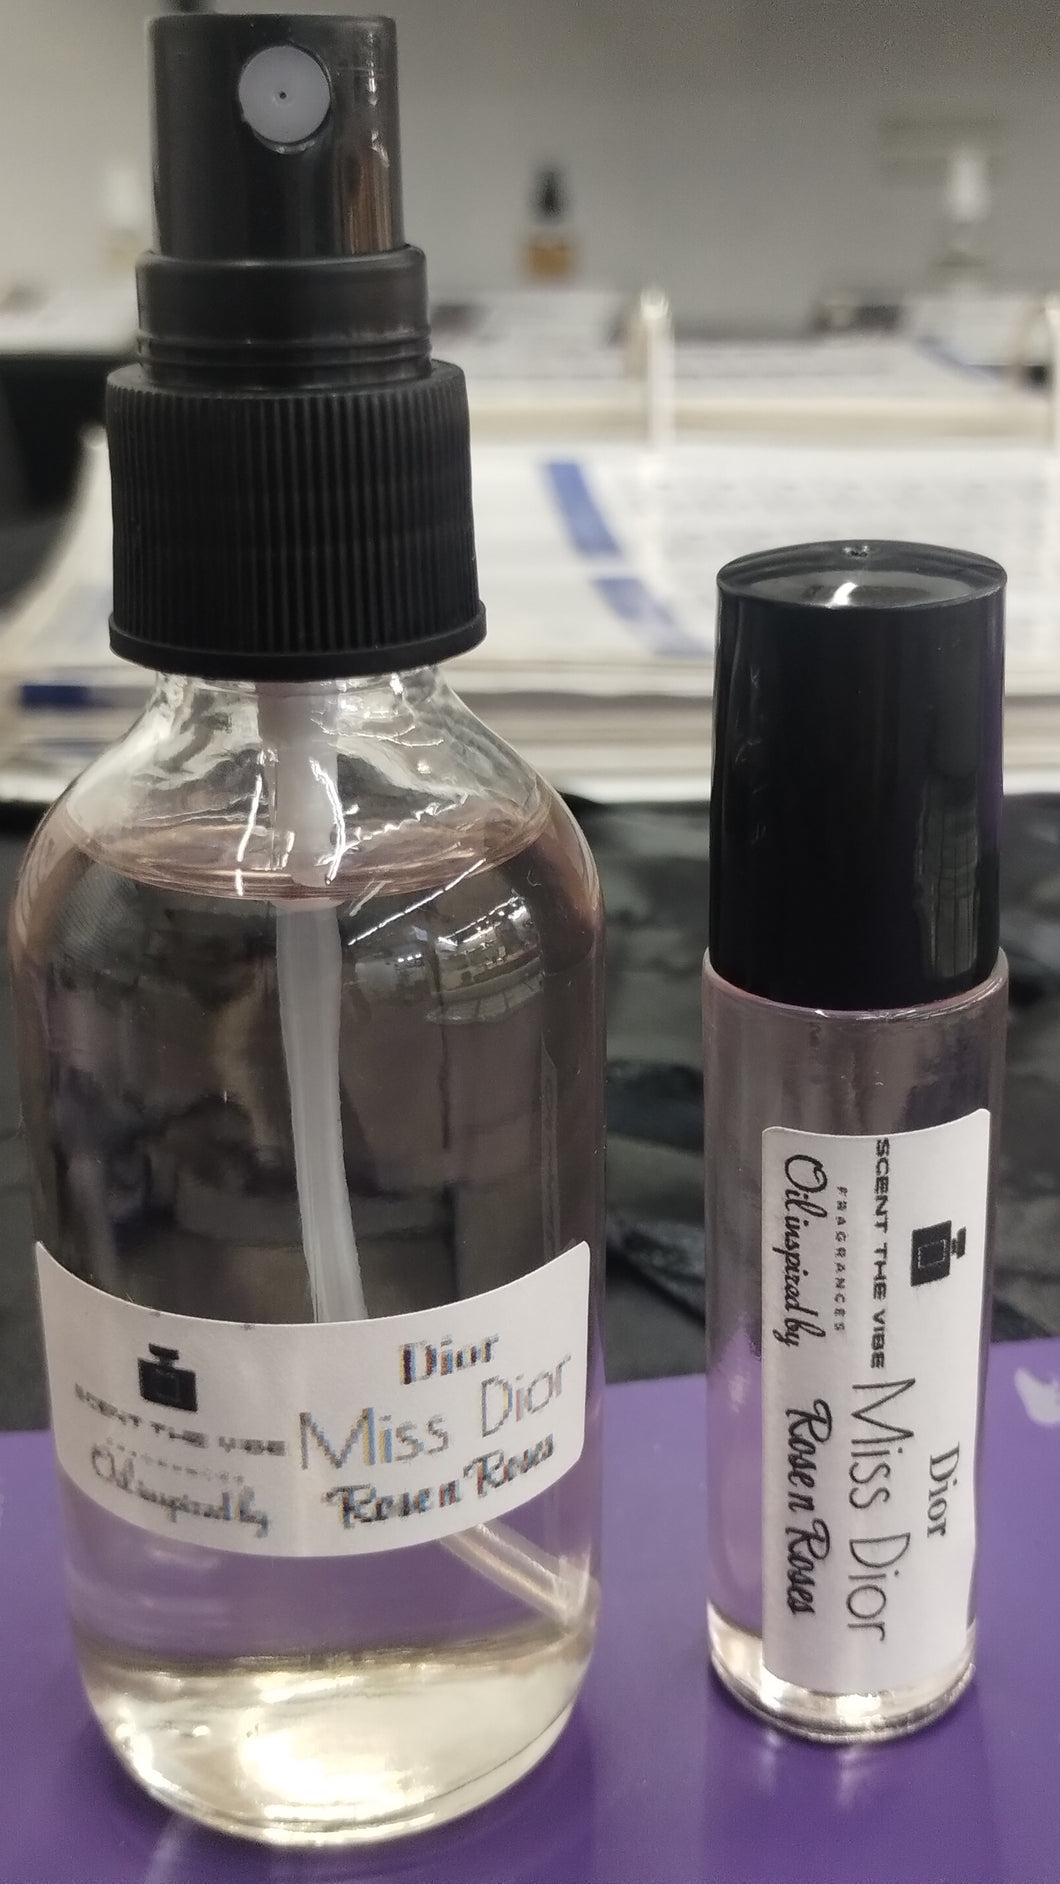 SCENT THE VIBE
Oil inspired by
Dior
Miss Dior
Rose n Roses
SCENT THE VIBE
FRAGRANCES
Oil inspired by
Dior
Miss Dior
Rose n Roses